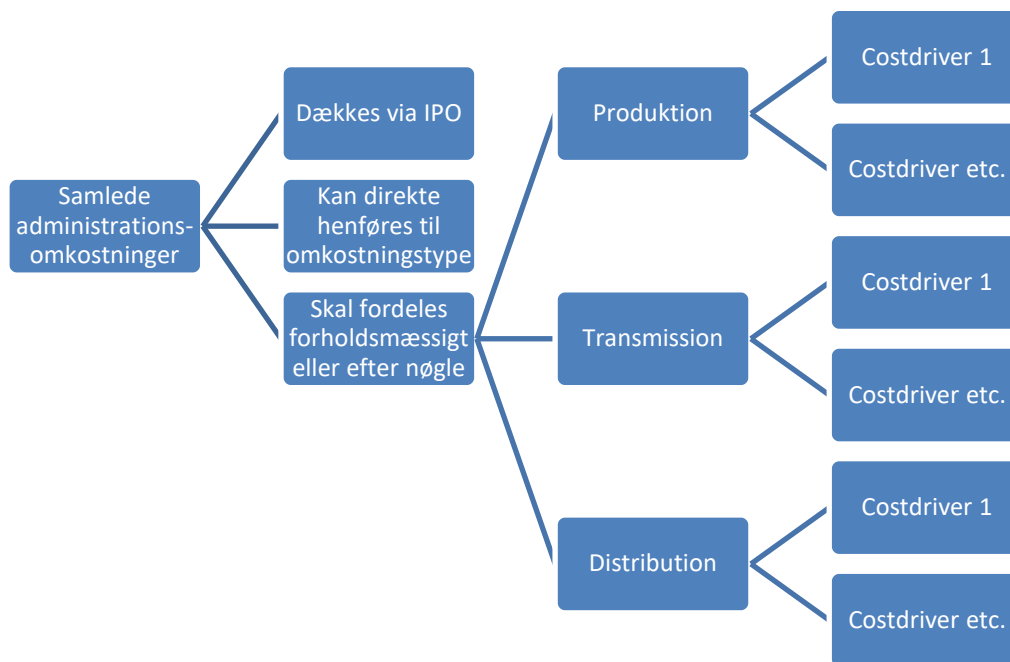 Samlede
administrations-
omkostninger
Dækkes via IPO
Kan direkte
henføres til
omkostningstype
Skal fordeles
forholdsmæssigt
eller efter nøgle
Produktion
Costdriver 1
Costdriver etc.
Transmission
Costdriver 1
Costdriver etc.
Distribution
Costdriver 1
Costdriver etc.